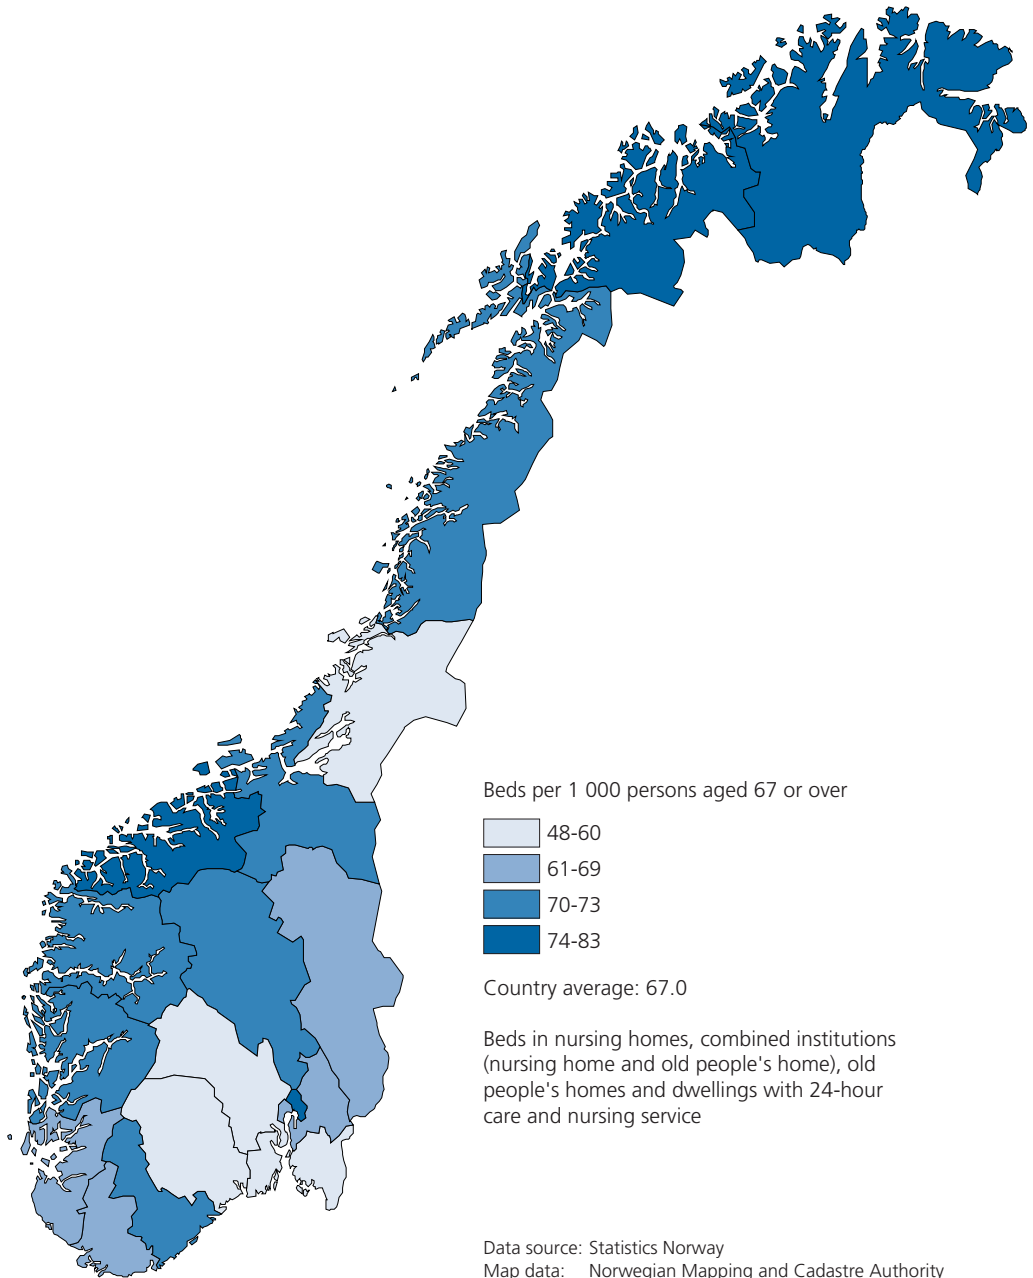 Beds per 1 000 persons aged 67 or over
48-60
61-69
70-73
74-83
Country average: 67.0
Beds in nursing homes, combined institutions
(nursing home and old people's home), old
people's homes and dwellings with 24-hour
care and nursing service
Data source: Statistics Norway
Map data: Norwegian Mapping and Cadastre Authority